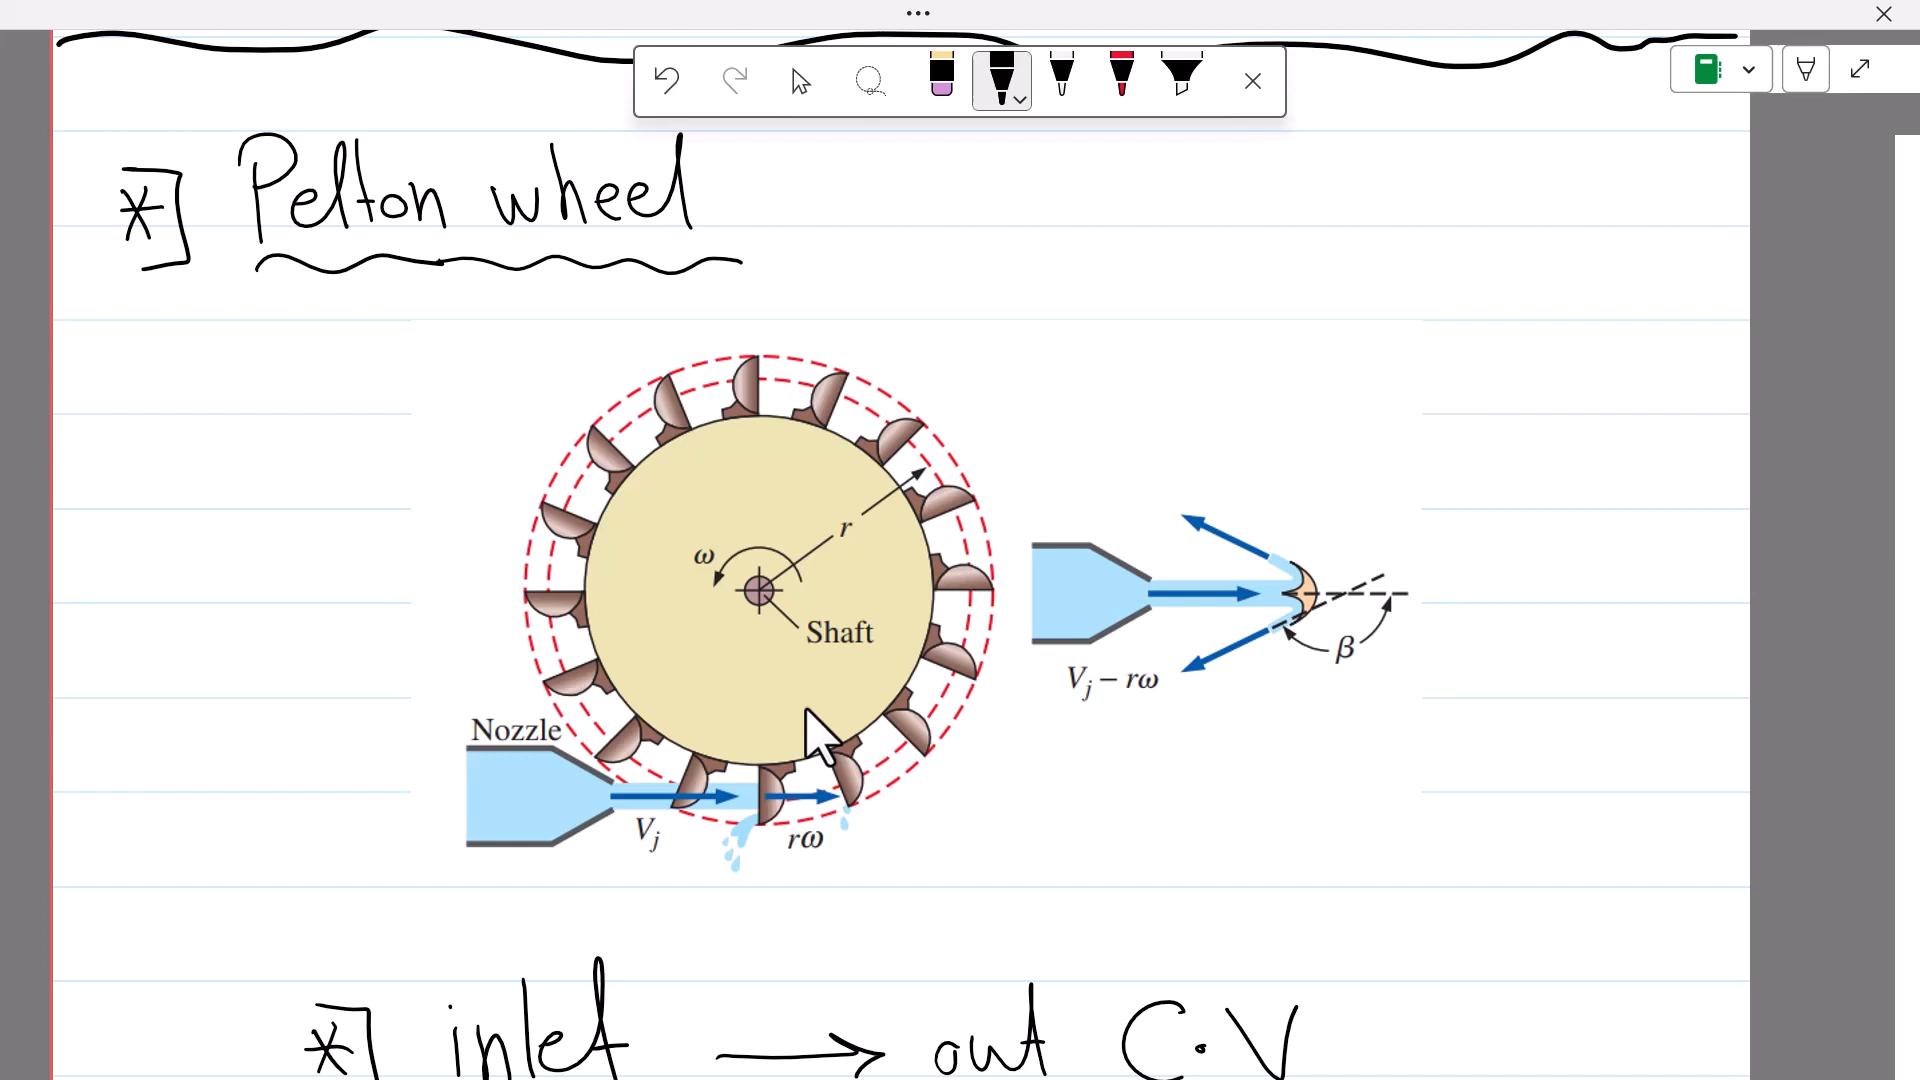 *] Pelton wheel
r
ω
Shaft
Nozzle
Vj
rω
Vj − rω
β
*] inlet → out C.V